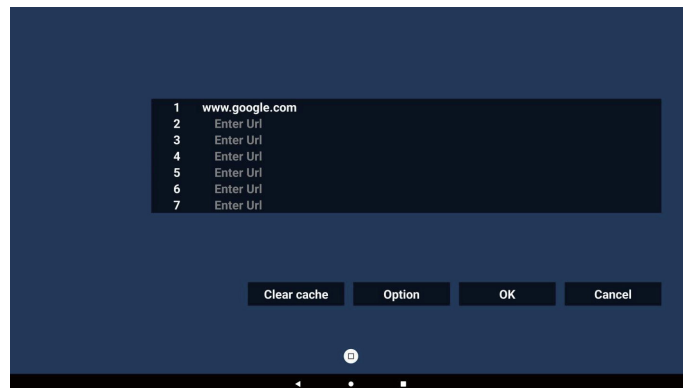 1 www.google.com
2 Enter Url
3 Enter Url
4 Enter Url
5 Enter Url
6 Enter Url
7 Enter Url
Clear cache Option OK Cancel